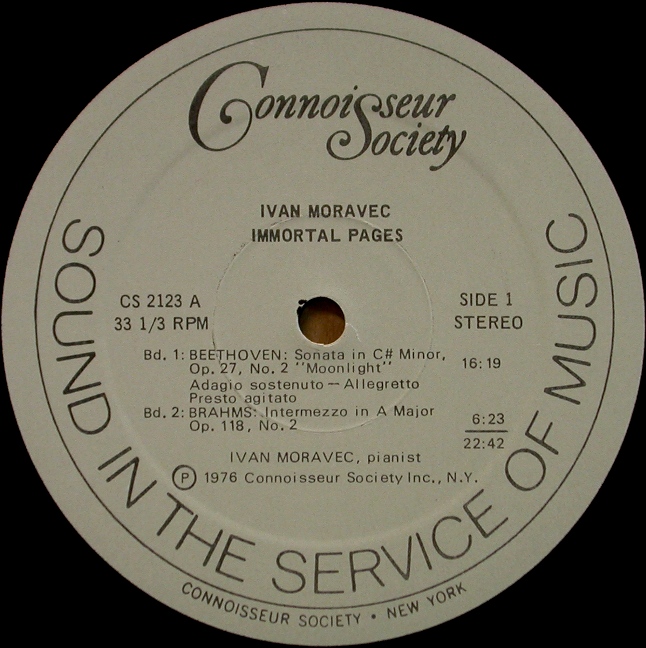 Connoisseur
Society
IVAN MORAVEC
IMMORTAL PAGES
CS 2123 A
33 1/3 RPM
SIDE 1
STEREO
Bd. 1: BEETHOVEN: Sonata in C# Minor,
Op. 27, No. 2 "Moonlight" 16:19
Adagio sostenuto — Allegretto
Presto agitato
Bd. 2: BRAHMS: Intermezzo in A Major
Op. 118, No. 2 6:23
22:42
IVAN MORAVEC, pianist
Ⓟ 1976 Connoisseur Society Inc., N.Y.
SOUND IN THE SERVICE OF MUSIC
CONNOISSEUR SOCIETY • NEW YORK